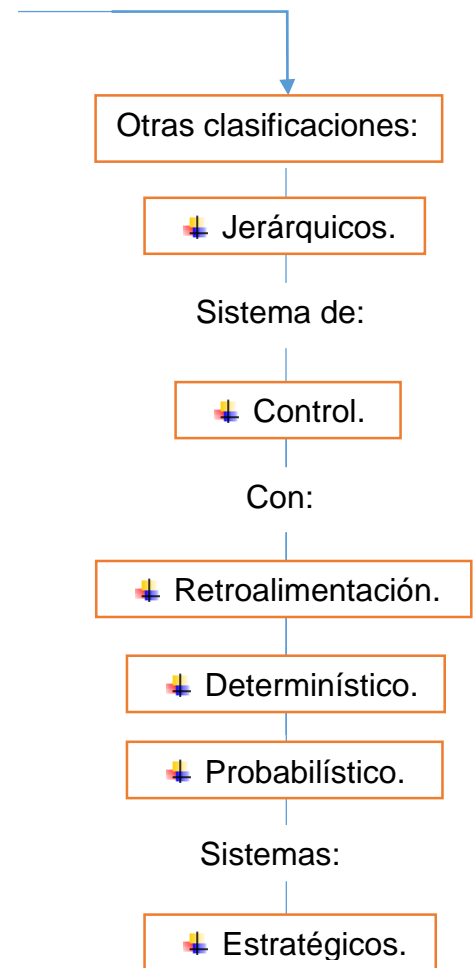 Otras clasificaciones:
Jerárquicos.
Sistema de:
Control.
Con:
Retroalimentación.
Determinístico.
Probabilístico.
Sistemas:
Estratégicos.